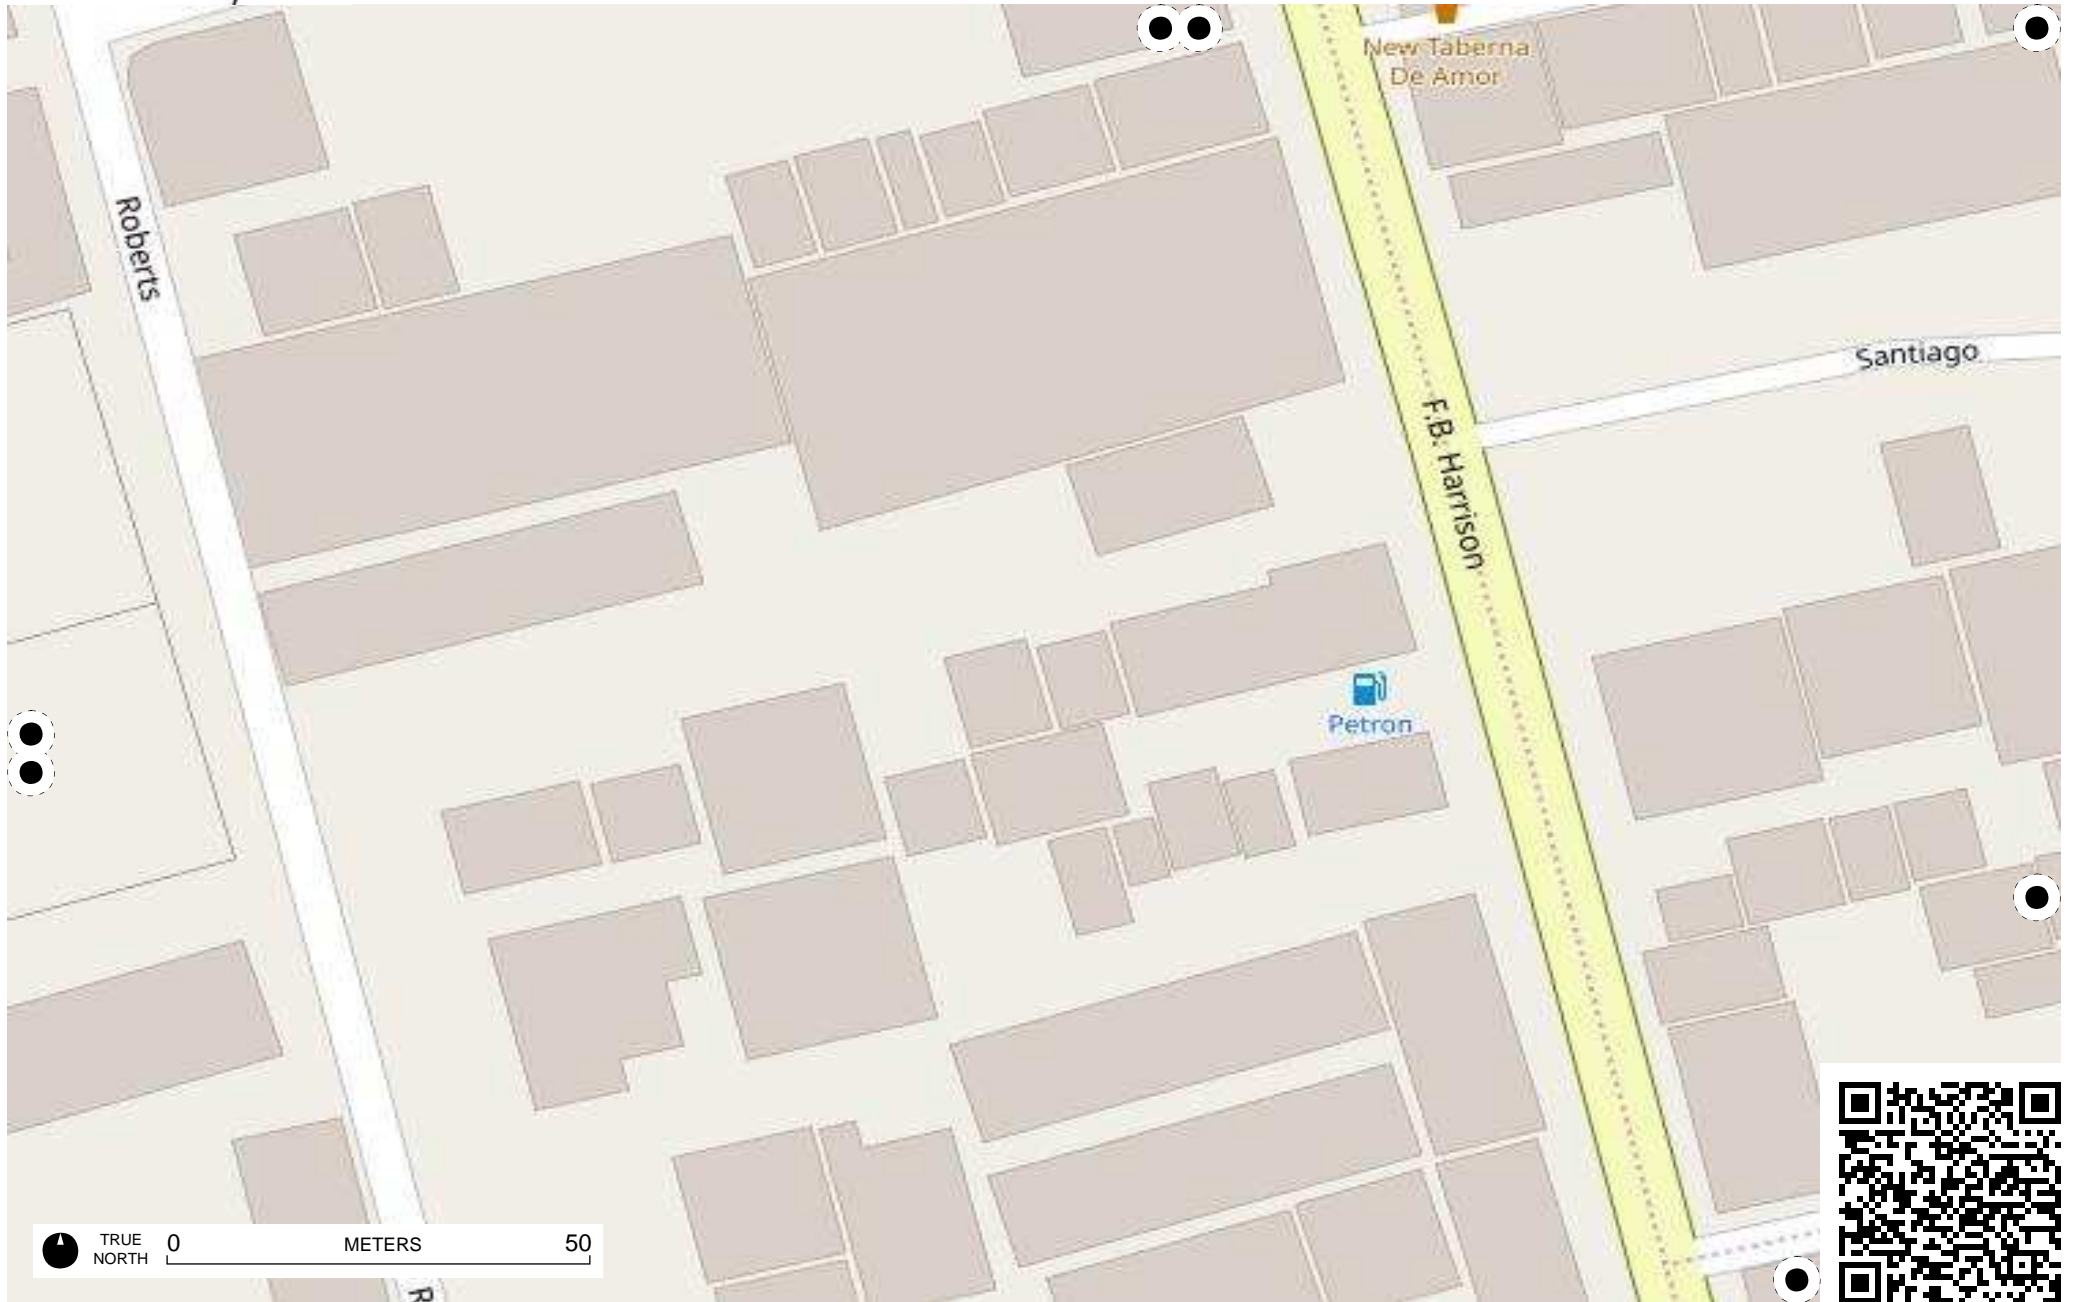 New Taberna
De Amor
Roberts
Santiago
F.B. Harrison
Petron
TRUE
NORTH
0
METERS
50
R